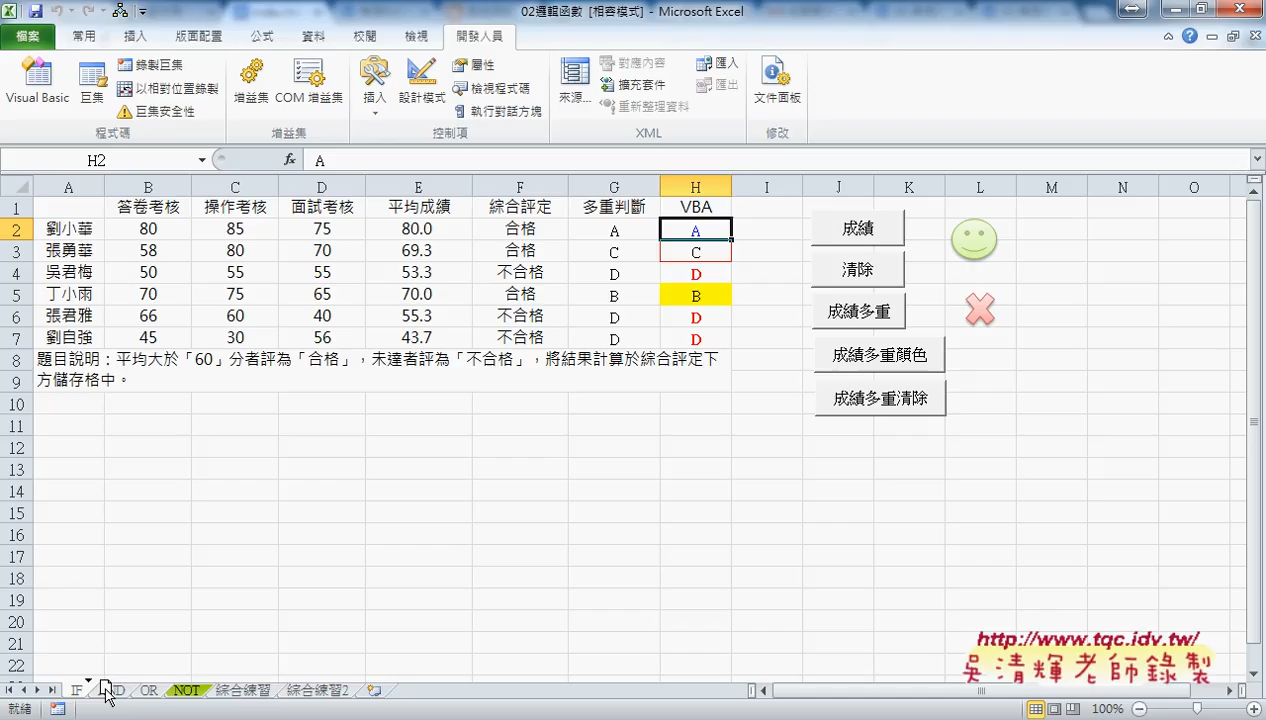 02邏輯函數 [相容模式] - Microsoft Excel
檔案 常用 插入 版面配置 公式 資料 校閱 檢視 開發人員
Visual Basic 巨集 錄製巨集 以相對位置錄製 巨集安全性 程式碼
增益集 COM 增益集 增益集
插入 設計模式 屬性 檢視程式碼 執行對話方塊 控制項
來源... 對應內容 擴充套件 重新整理資料 匯入 匯出 XML
文件面板 修改
H2 fx A
A B C D E F G H I J K L M N O
1 答卷考核 操作考核 面試考核 平均成績 綜合評定 多重判斷 VBA
2 劉小華 80 85 75 80.0 合格 A A
3 張勇華 58 80 70 69.3 合格 C C
4 吳君梅 50 55 55 53.3 不合格 D D
5 丁小雨 70 75 65 70.0 合格 B B
6 張君雅 66 60 40 55.3 不合格 D D
7 劉自強 45 30 56 43.7 不合格 D D
8 題目說明：平均大於「60」分者評為「合格」，未達者評為「不合格」，將結果計算於綜合評定下
9 方儲存格中。
10
11
12
13
14
15
16
17
18
19
20
21
22
成績
清除
成績多重
成績多重顏色
成績多重清除
http://www.tqc.idv.tw/
吳清輝老師錄製
IF OR NOT 綜合練習 綜合練習2
就緒 100%